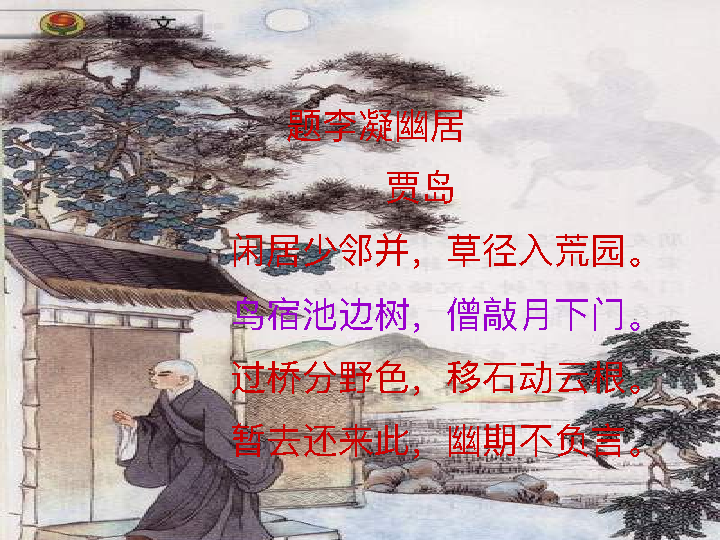 课 文
题李凝幽居
贾岛
闲居少邻并，草径入荒园。
鸟宿池边树，僧敲月下门。
过桥分野色，移石动云根。
暂去还来此，幽期不负言。